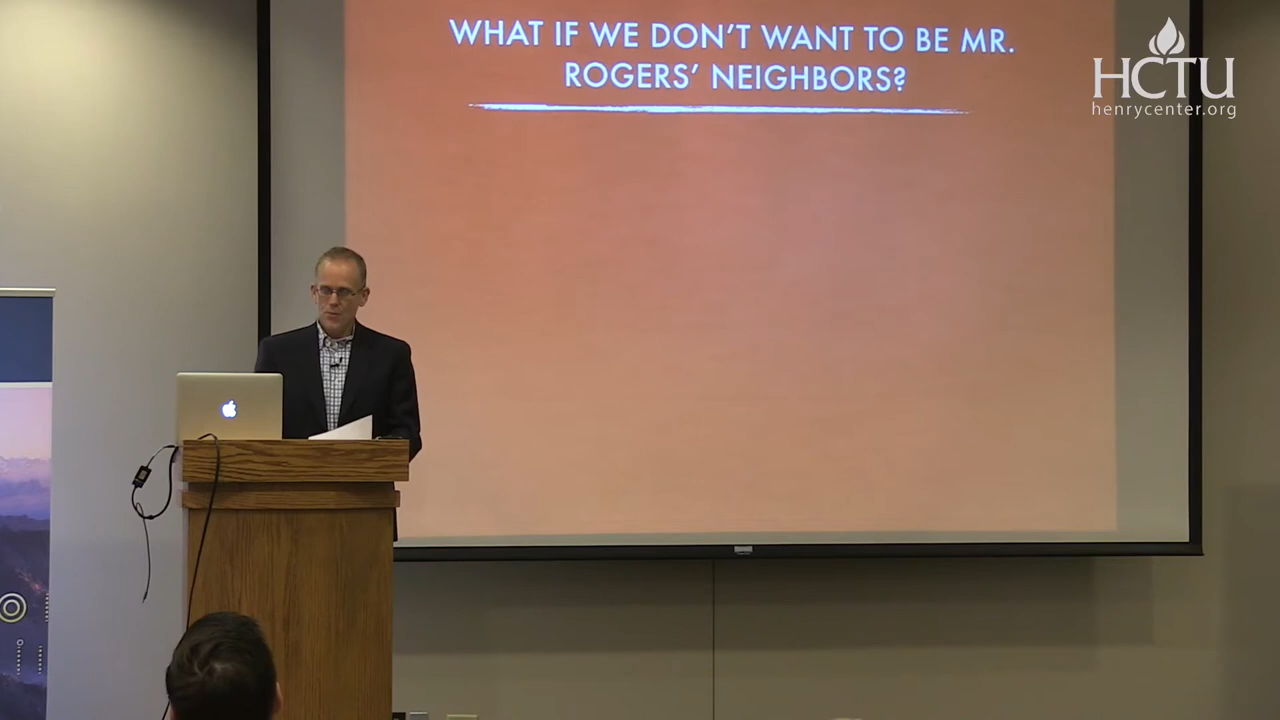 WHAT IF WE DON'T WANT TO BE MR.
ROGERS' NEIGHBORS?
HCTU
henrycenter.org